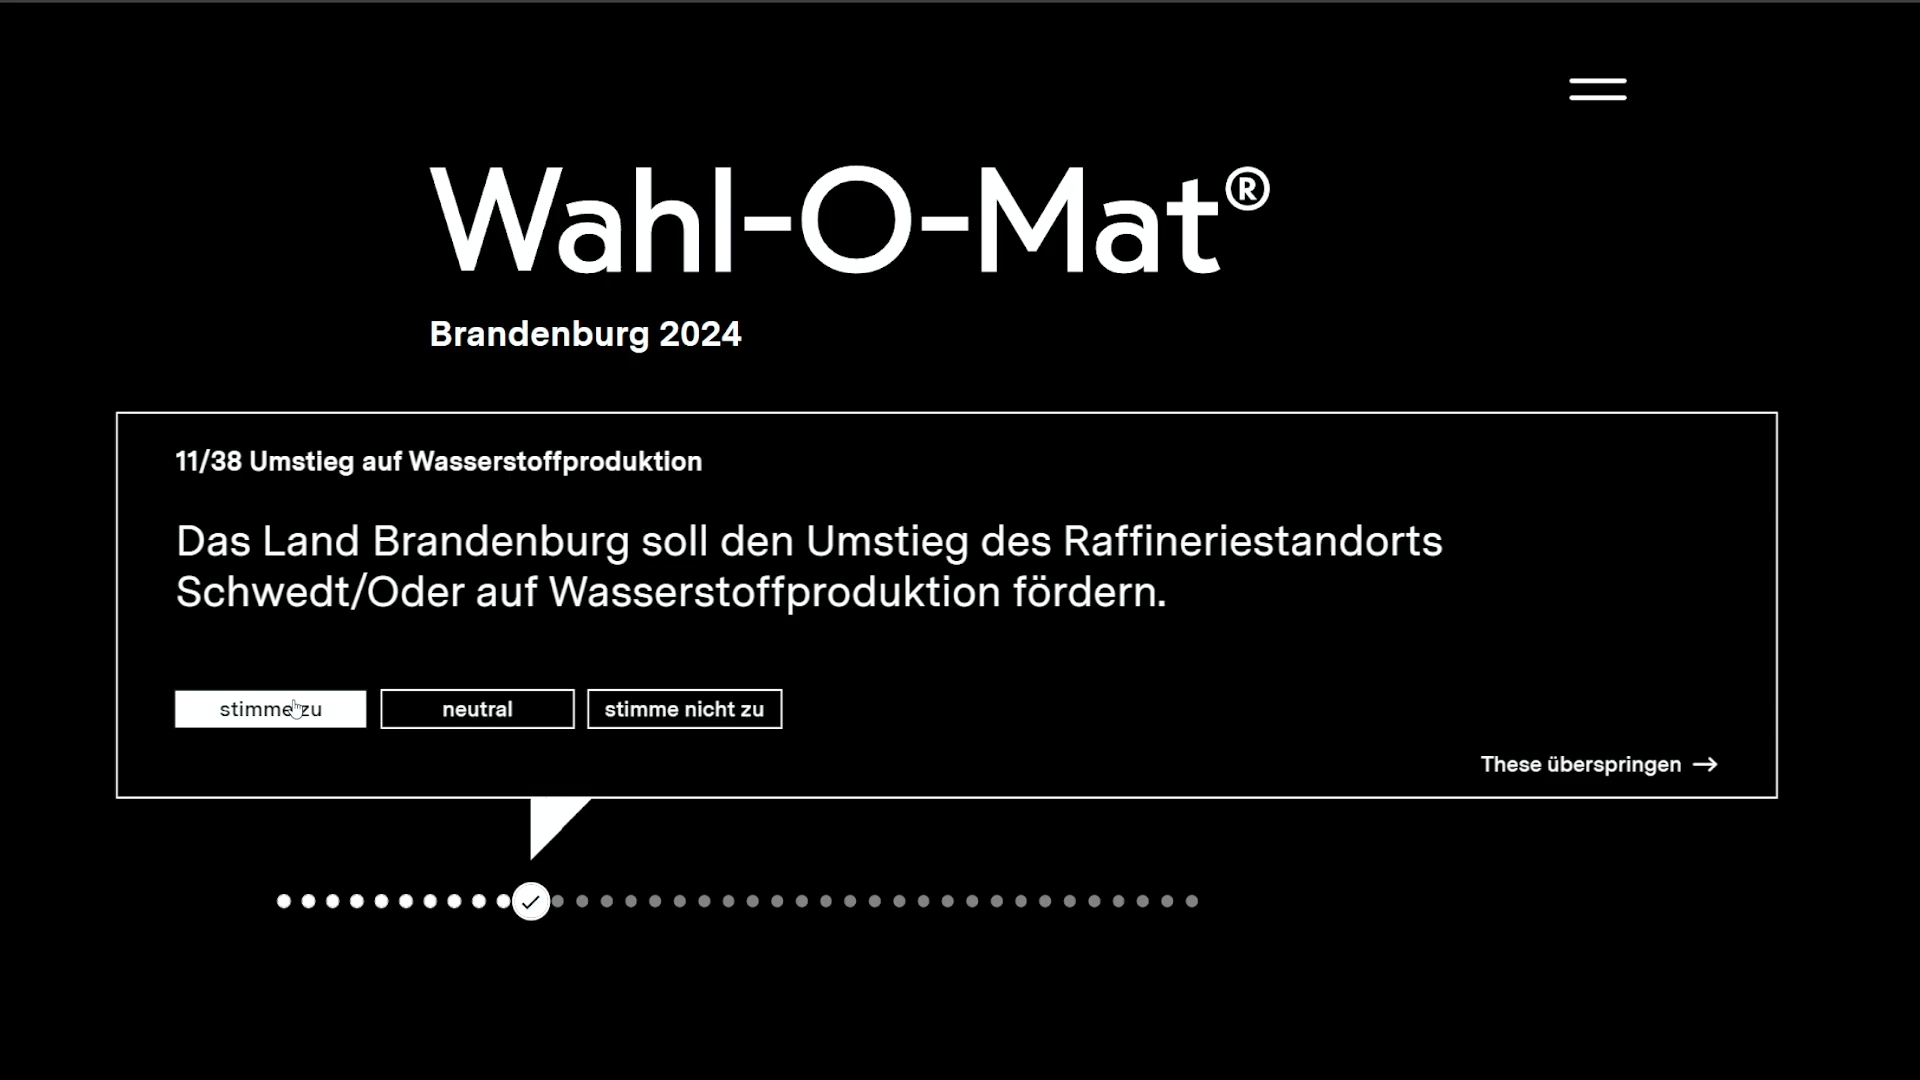 Wahl-O-Mat®
Brandenburg 2024
11/38 Umstieg auf Wasserstoffproduktion
Das Land Brandenburg soll den Umstieg des Raffineriestandorts
Schwedt/Oder auf Wasserstoffproduktion fördern.
stimme zu
neutral
stimme nicht zu
These überspringen →